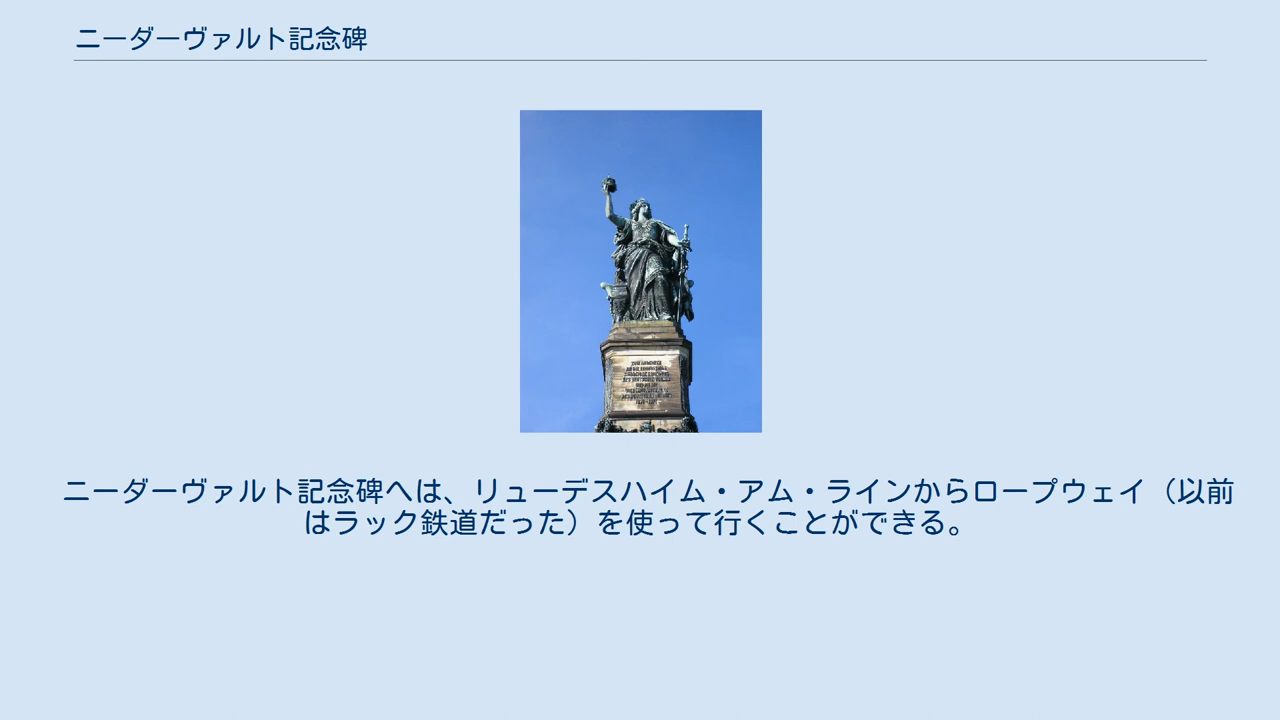 ニーダーヴァルト記念碑
ニーダーヴァルト記念碑へは、リューデスハイム・アム・ラインからロープウェイ（以前
はラック鉄道だった）を使って行くことができる。